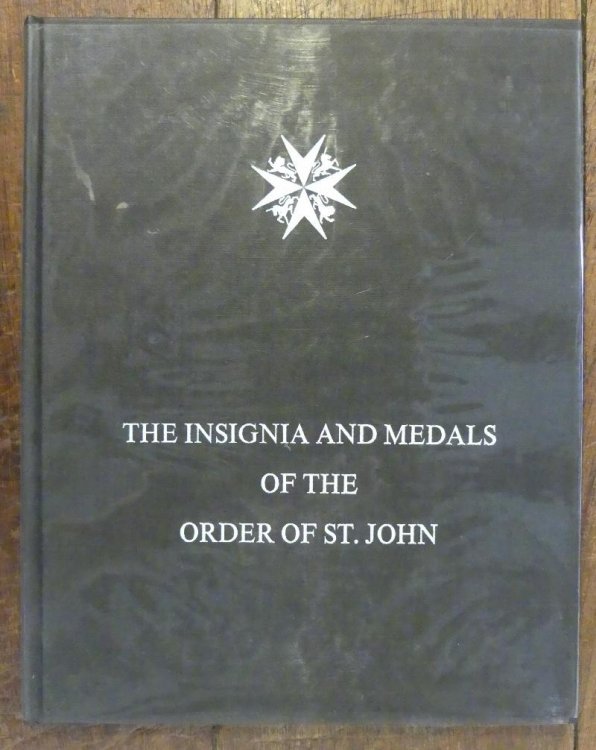 THE INSIGNIA AND MEDALS
OF THE
ORDER OF ST. JOHN